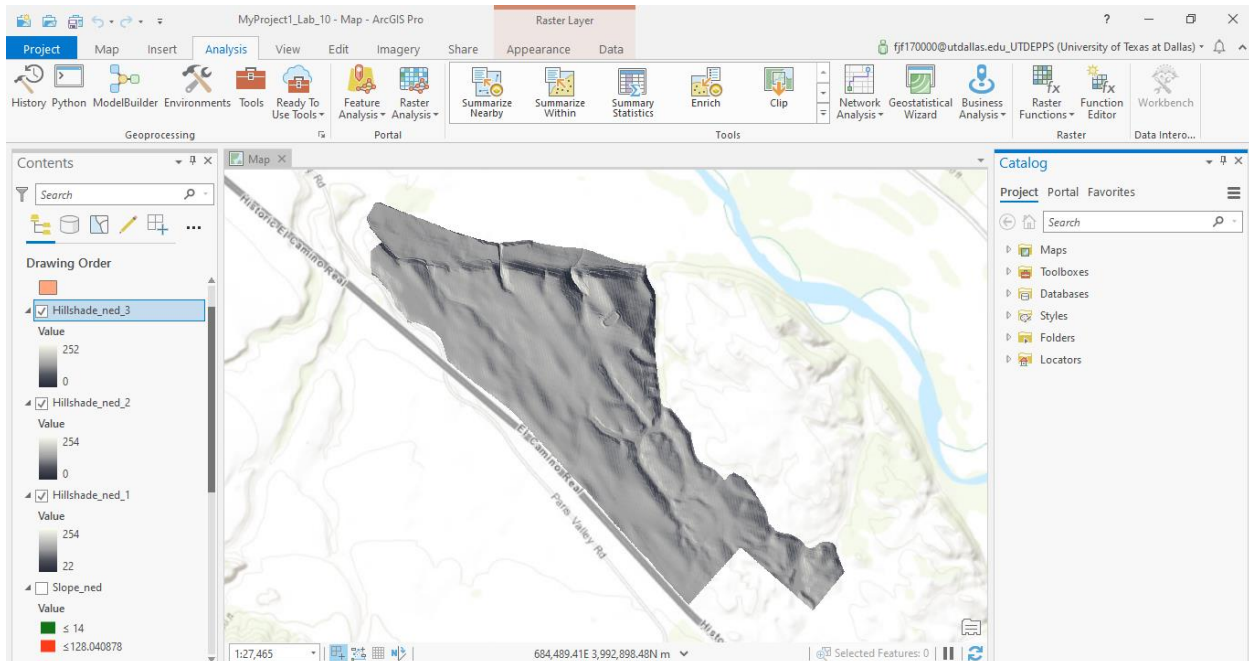 MyProject1_Lab_10 - Map - ArcGIS Pro
Raster Layer
?
Project Map Insert Analysis View Edit Imagery Share Appearance Data
fjf170000@utdallas.edu_UTDEPPS (University of Texas at Dallas)
History Python ModelBuilder Environments Tools Ready To Use Tools
Feature Analysis Raster Analysis
Summarize Nearby Summarize Within Summary Statistics Enrich Clip
Network Analysis Geostatistical Wizard Business Analysis
Raster Functions Function Editor Workbench
Geoprocessing Portal Tools Raster Data Intero...
Contents
Search
Drawing Order
Hillshade_ned_3
Value
252
0
Hillshade_ned_2
Value
254
0
Hillshade_ned_1
Value
254
22
Slope_ned
Value
≤ 14
≤128.040878
Map
y Rd
Historic El Camino Real
El Camino Real
Paris Valley Rd
Histo
1:27,465
684,489.41E 3,992,898.48N m
Selected Features: 0
Catalog
Project Portal Favorites
Search
Maps
Toolboxes
Databases
Styles
Folders
Locators